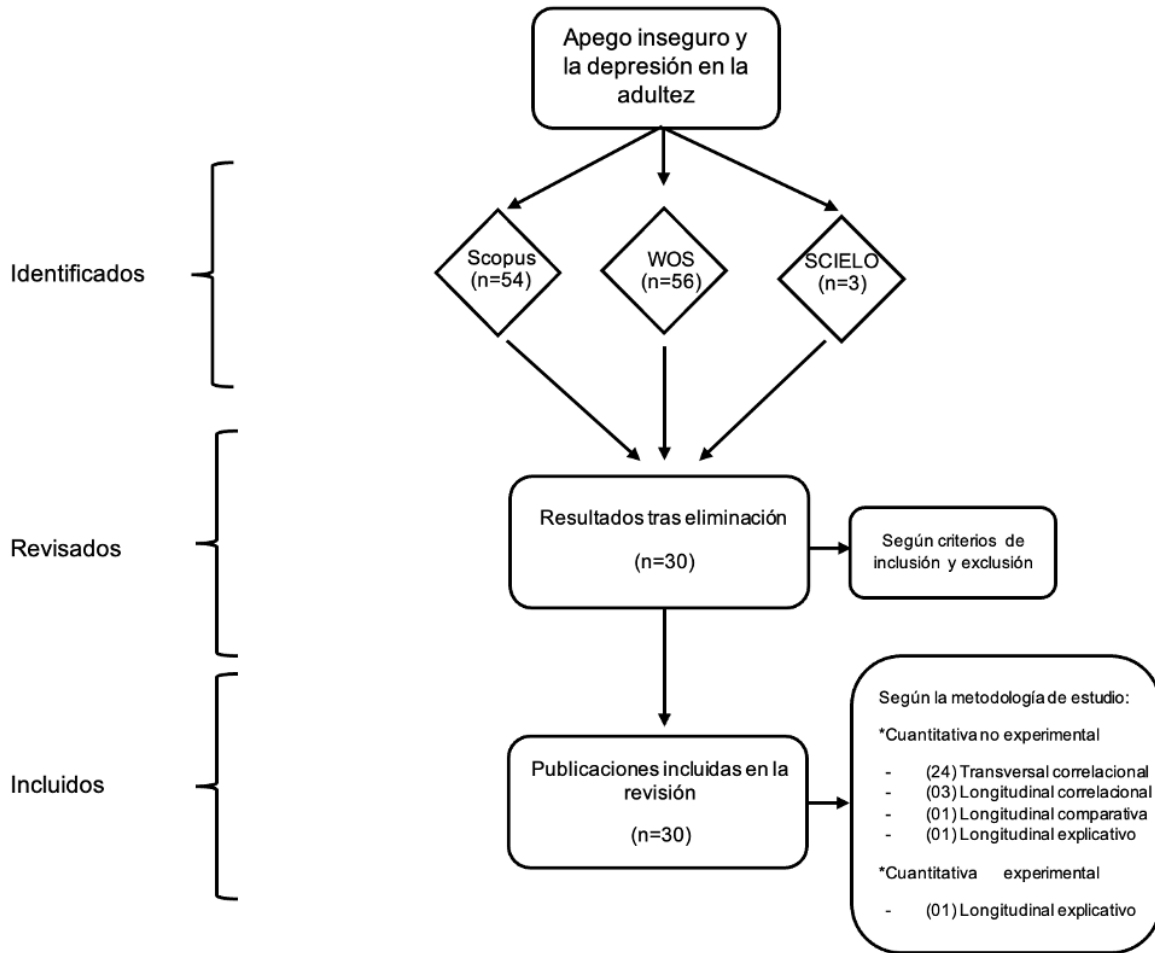 Apego inseguro y
la depresión en la
adultez
Identificados
Scopus
(n=54)
WOS
(n=56)
SCIELO
(n=3)
Revisados
Resultados tras eliminación
(n=30)
Según criterios de
inclusión y exclusión
Incluidos
Publicaciones incluidas en la
revisión
(n=30)
Según la metodología de estudio:
*Cuantitativa no experimental
- (24) Transversal correlacional
- (03) Longitudinal correlacional
- (01) Longitudinal comparativa
- (01) Longitudinal explicativo
*Cuantitativa experimental
- (01) Longitudinal explicativo